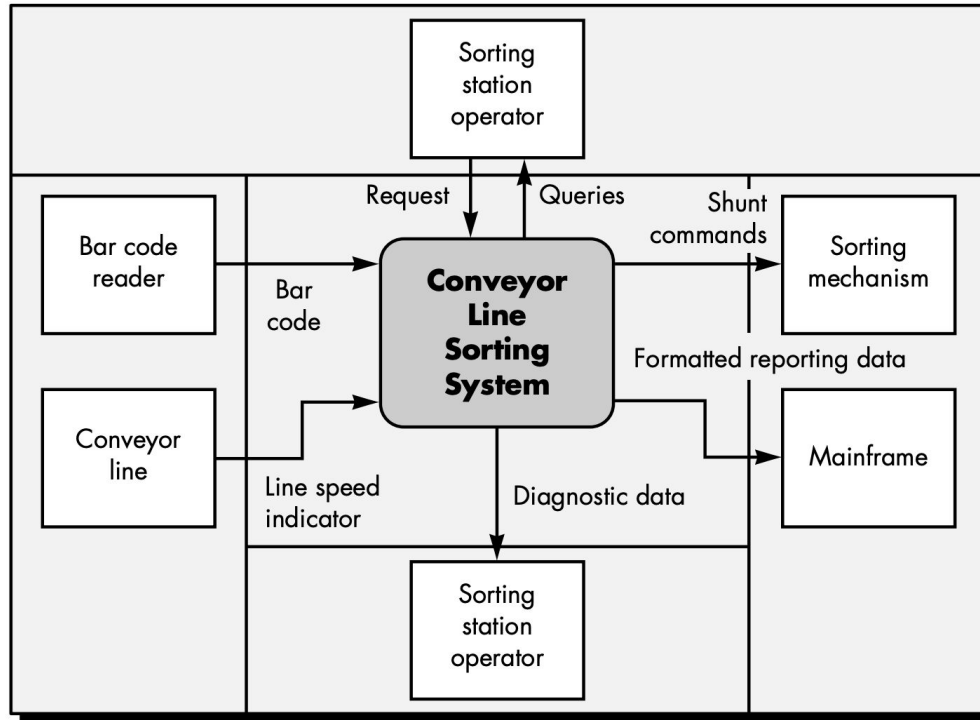 Sorting
station
operator
Request
Queries
Shunt
commands
Bar code
reader
Bar
code
Conveyor
Line
Sorting
System
Sorting
mechanism
Formatted reporting data
Conveyor
line
Line speed
indicator
Diagnostic data
Mainframe
Sorting
station
operator